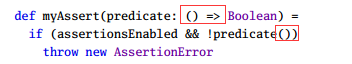 def myAssert(predicate: () => Boolean) =
if (assertionsEnabled && !predicate())
throw new AssertionError